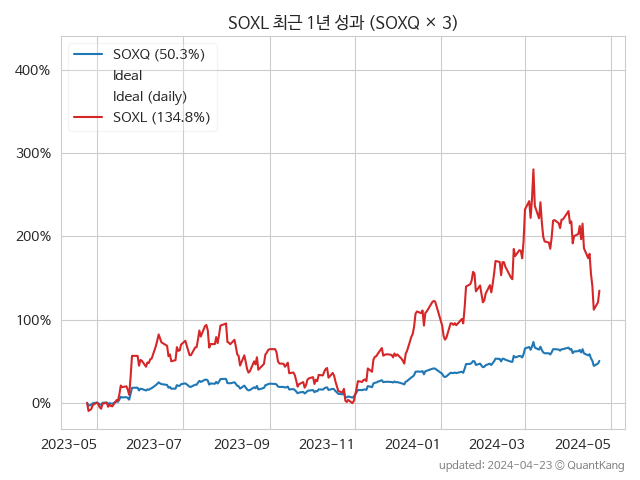 SOXL 최근 1년 성과 (SOXQ × 3)
SOXQ (50.3%)
Ideal
Ideal (daily)
SOXL (134.8%)
400%
300%
200%
100%
0%
2023-05 2023-07 2023-09 2023-11 2024-01 2024-03 2024-05
updated: 2024-04-23 © QuantKang